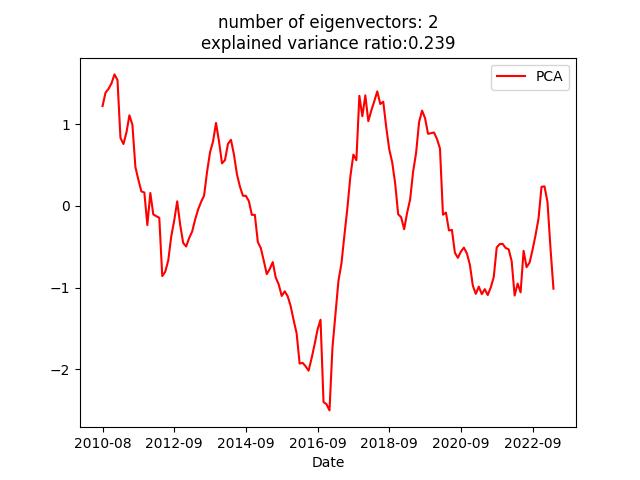 number of eigenvectors: 2
explained variance ratio:0.239
PCA
1
0
−1
−2
2010-08 2012-09 2014-09 2016-09 2018-09 2020-09 2022-09
Date